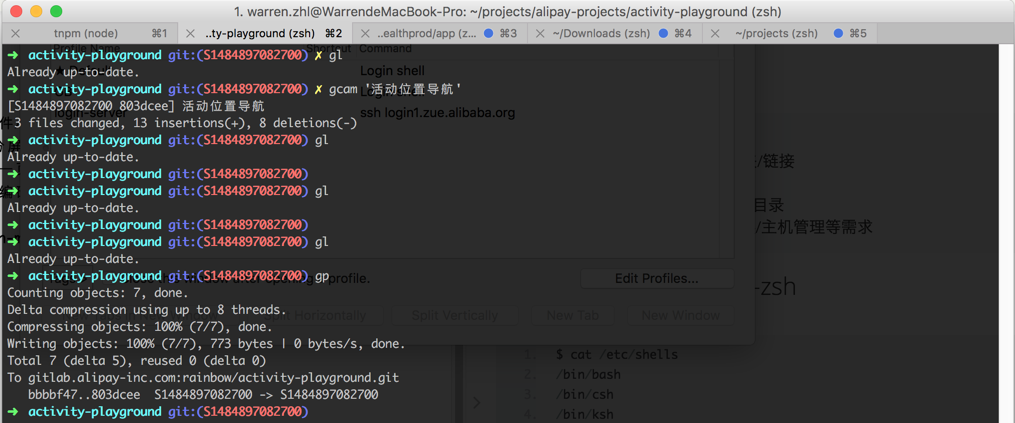 1. warren.zhl@WarrendeMacBook-Pro: ~/projects/alipay-projects/activity-playground (zsh)
tnpm (node) ⌘1 ..ty-playground (zsh) ⌘2 ..ealthprod/app (z... ⌘3 ~/Downloads (zsh) ⌘4 ~/projects (zsh) ⌘5
Profile Name Shortcut Command
➜ activity-playground git:(S1484897082700) ✗ gl
Already up-to-date.
Login shell
➜ activity-playground git:(S1484897082700) ✗ gcam '活动位置导航'
[S1484897082700 803dcee] 活动位置导航
login-server ssh login1.zue.alibaba.org
3 files changed, 13 insertions(+), 8 deletions(-)
➜ activity-playground git:(S1484897082700) gl
Already up-to-date.
/链接
➜ activity-playground git:(S1484897082700)
➜ activity-playground git:(S1484897082700) gl
Already up-to-date.
目录
➜ activity-playground git:(S1484897082700)
/主机管理等需求
➜ activity-playground git:(S1484897082700) gl
Already up-to-date.
➜ activity-playground git:(S1484897082700) gp
profile.
Edit Profiles...
-zsh
Counting objects: 7, done.
Delta compression using up to 8 threads.
Horizontally Split Vertically New Tab New Window
Compressing objects: 100% (7/7), done.
Writing objects: 100% (7/7), 773 bytes | 0 bytes/s, done.
Total 7 (delta 5), reused 0 (delta 0)
$ cat /etc/shells
To gitlab.alipay-inc.com:rainbow/activity-playground.git
2. /bin/bash
bbbbf47..803dcee S1484897082700 -> S1484897082700
3. /bin/csh
➜ activity-playground git:(S1484897082700)
4. /bin/ksh